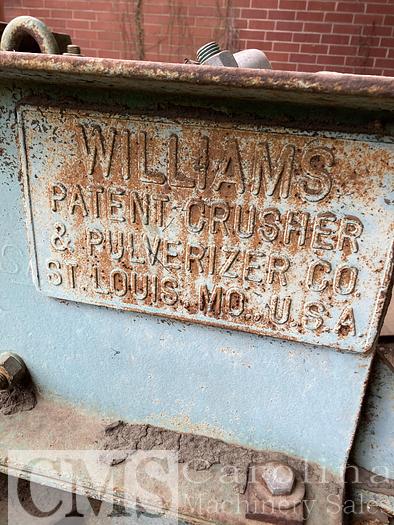 WILLIAMS
PATENT CRUSHER
& PULVERIZER CO
ST. LOUIS. MO., U.S.A
CMS Carolina
Machinery Sales